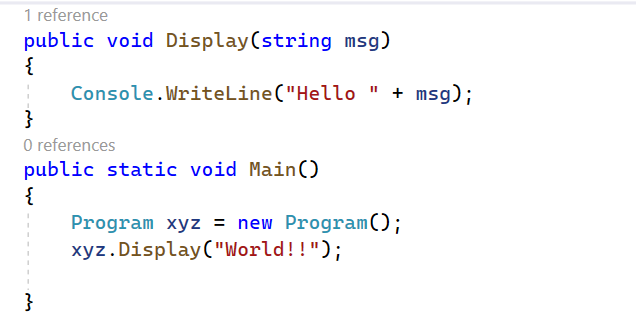 1 reference
public void Display(string msg)
{
Console.WriteLine("Hello " + msg);
}
0 references
public static void Main()
{
Program xyz = new Program();
xyz.Display("World!!");
}